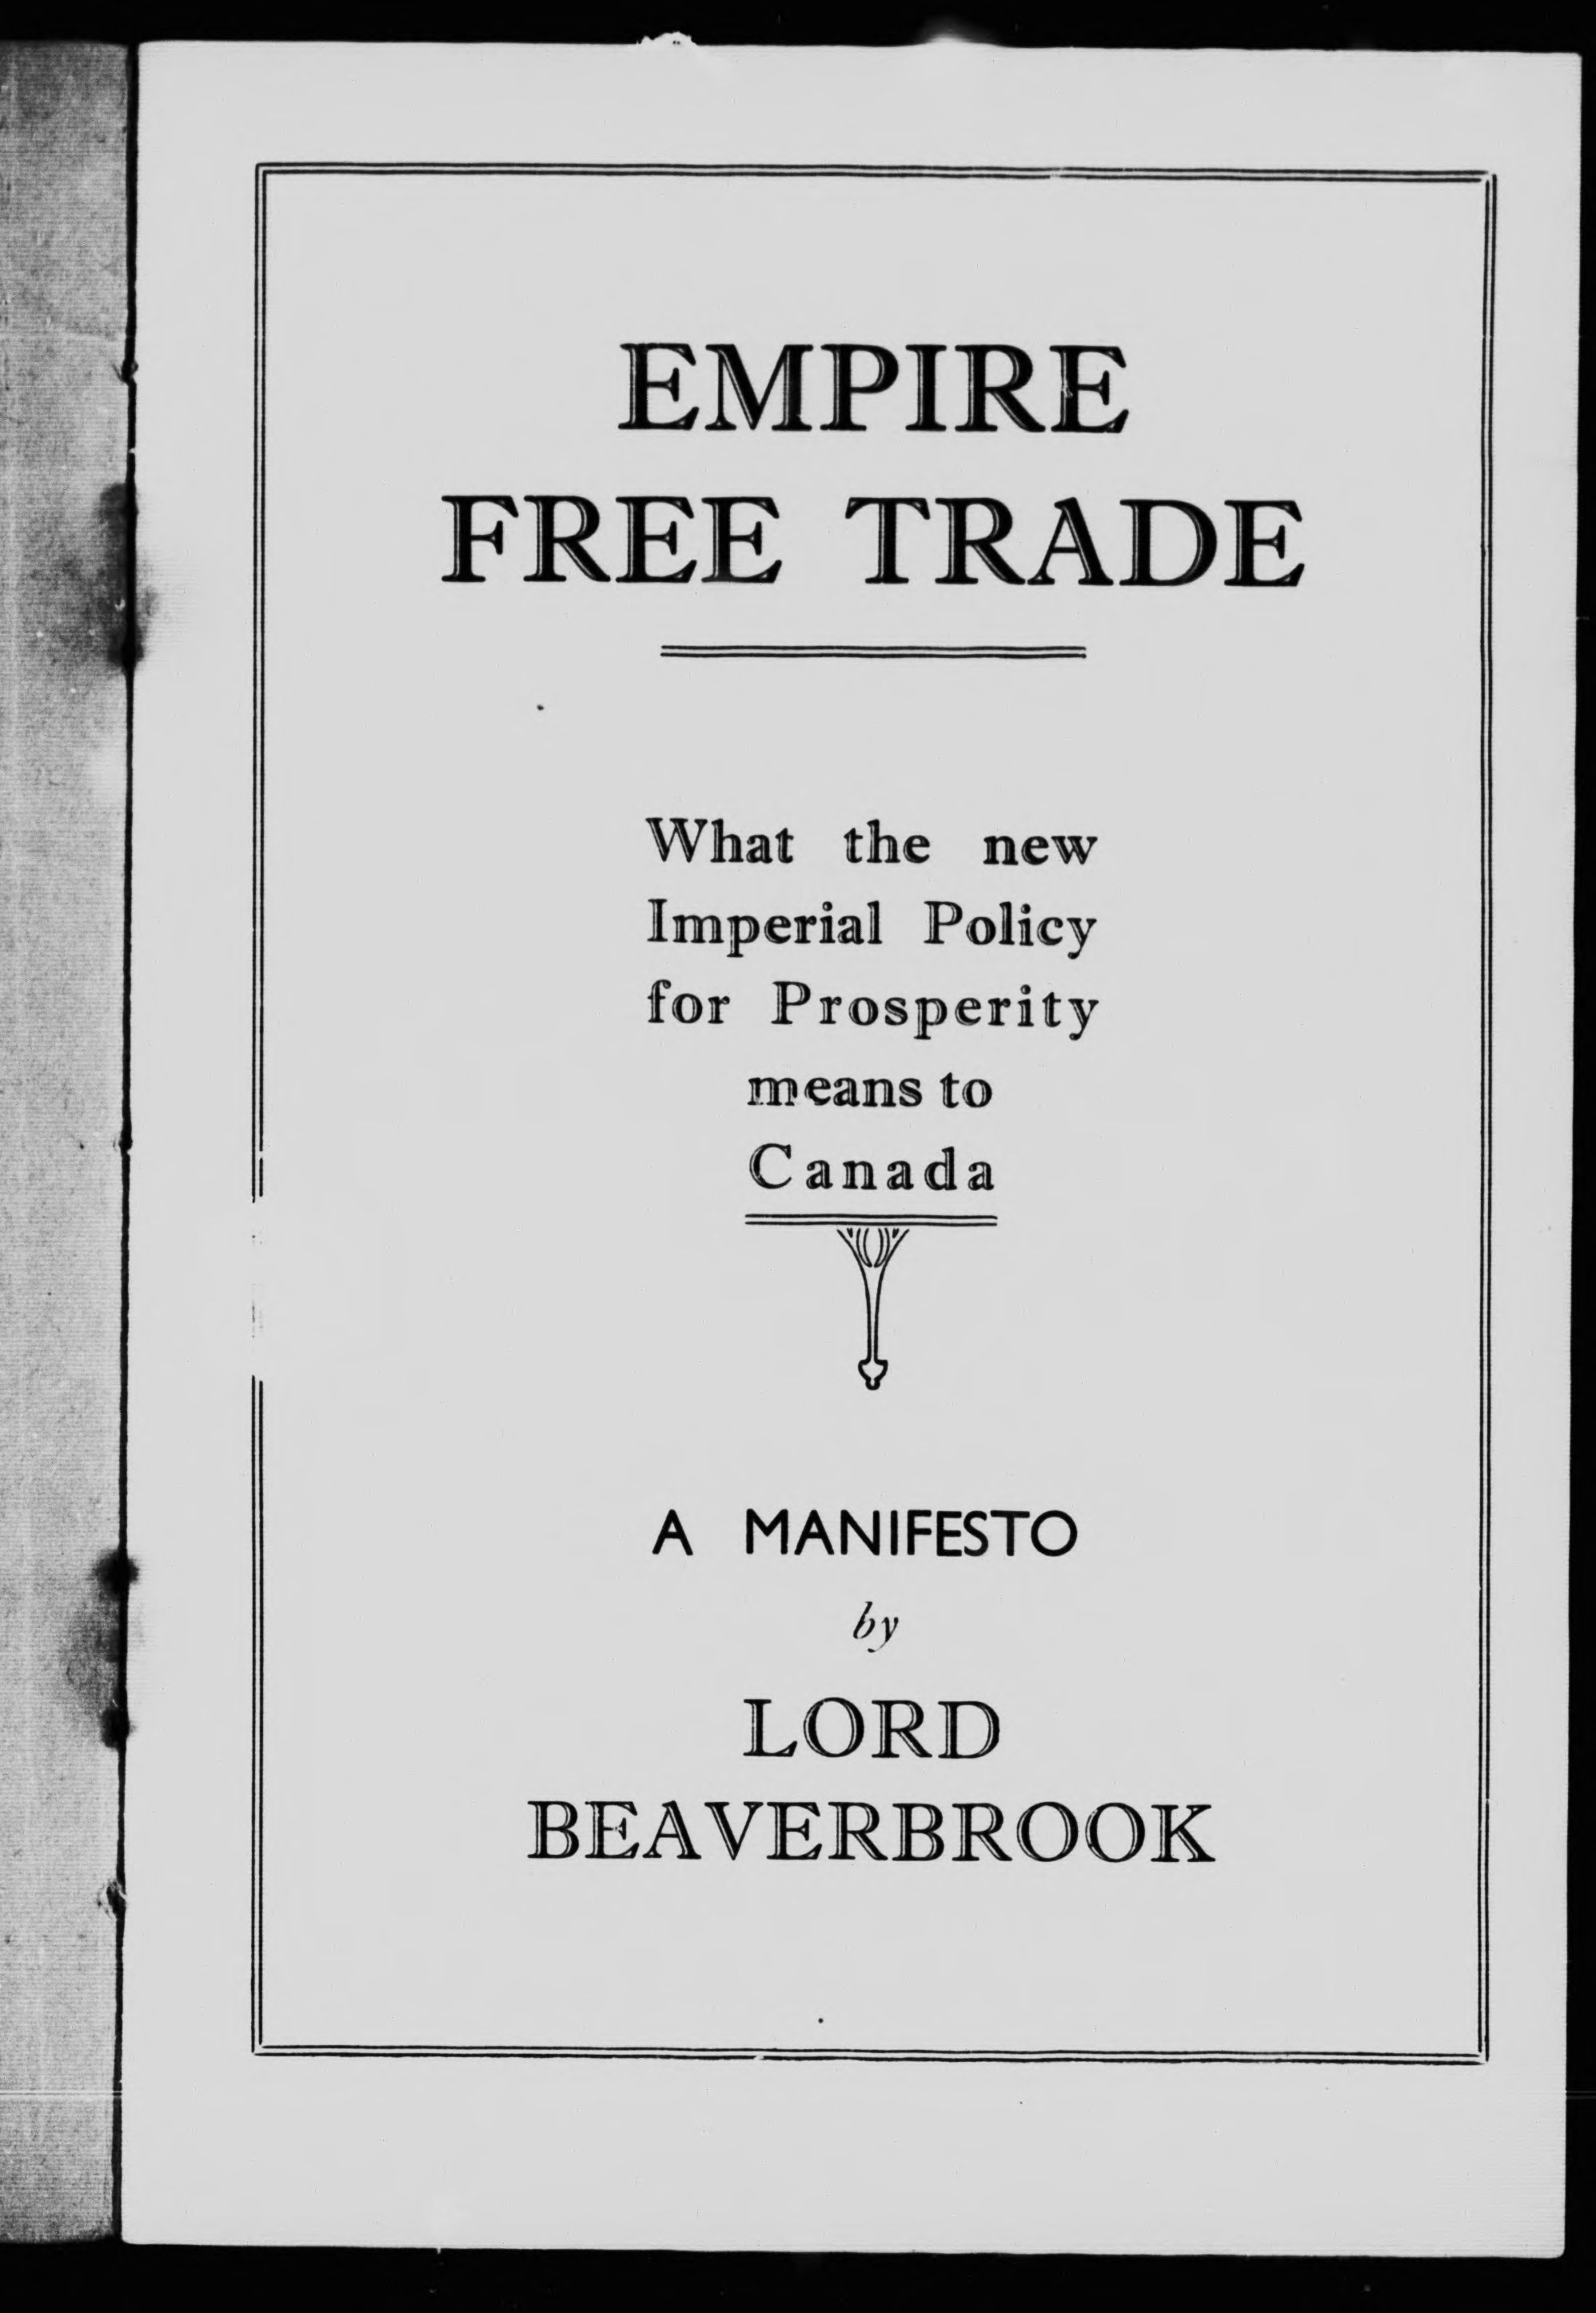 EMPIRE
FREE TRADE
What the new
Imperial Policy
for Prosperity
means to
Canada
A MANIFESTO
by
LORD
BEAVERBROOK